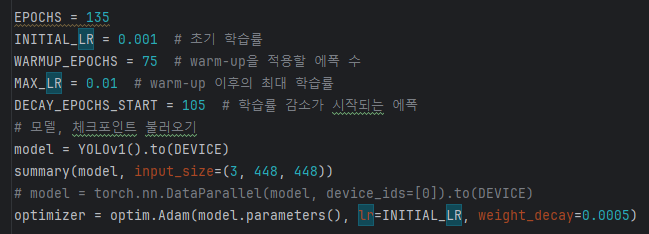 EPOCHS = 135
INITIAL_LR = 0.001  # 초기 학습률
WARMUP_EPOCHS = 75  # warm-up을 적용할 에폭 수
MAX_LR = 0.01  # warm-up 이후의 최대 학습률
DECAY_EPOCHS_START = 105  # 학습률 감소가 시작되는 에폭
# 모델, 체크포인트 불러오기
model = YOLOv1().to(DEVICE)
summary(model, input_size=(3, 448, 448))
# model = torch.nn.DataParallel(model, device_ids=[0]).to(DEVICE)
optimizer = optim.Adam(model.parameters(), lr=INITIAL_LR, weight_decay=0.0005)